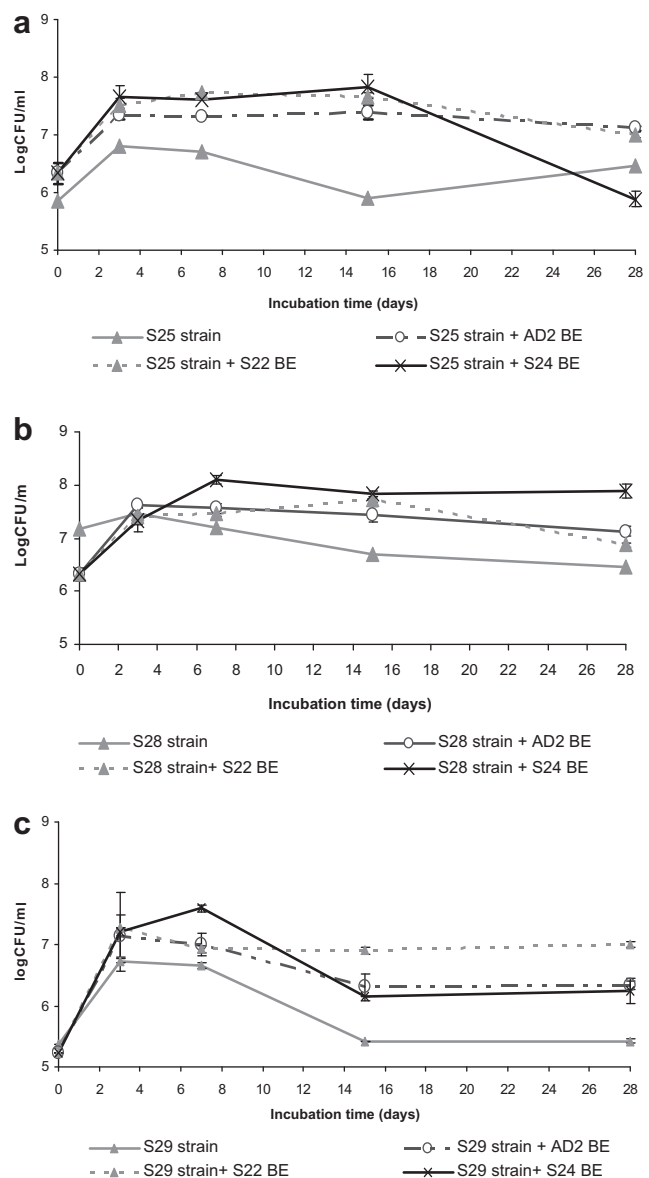 a
LogCFU/ml
9
8
7
6
5
0 2 4 6 8 10 12 14 16 18 20 22 24 26 28
Incubation time (days)
S25 strain
S25 strain + AD2 BE
S25 strain + S22 BE
S25 strain + S24 BE
b
LogCFU/m
9
8
7
6
5
0 2 4 6 8 10 12 14 16 18 20 22 24 26 28
Incubation time (days)
S28 strain
S28 strain + AD2 BE
S28 strain+ S22 BE
S28 strain + S24 BE
c
logCFU/ml
9
8
7
6
5
0 2 4 6 8 10 12 14 16 18 20 22 24 26 28
Incubation time (days)
S29 strain
S29 strain + AD2 BE
S29 strain+ S22 BE
S29 strain+ S24 BE